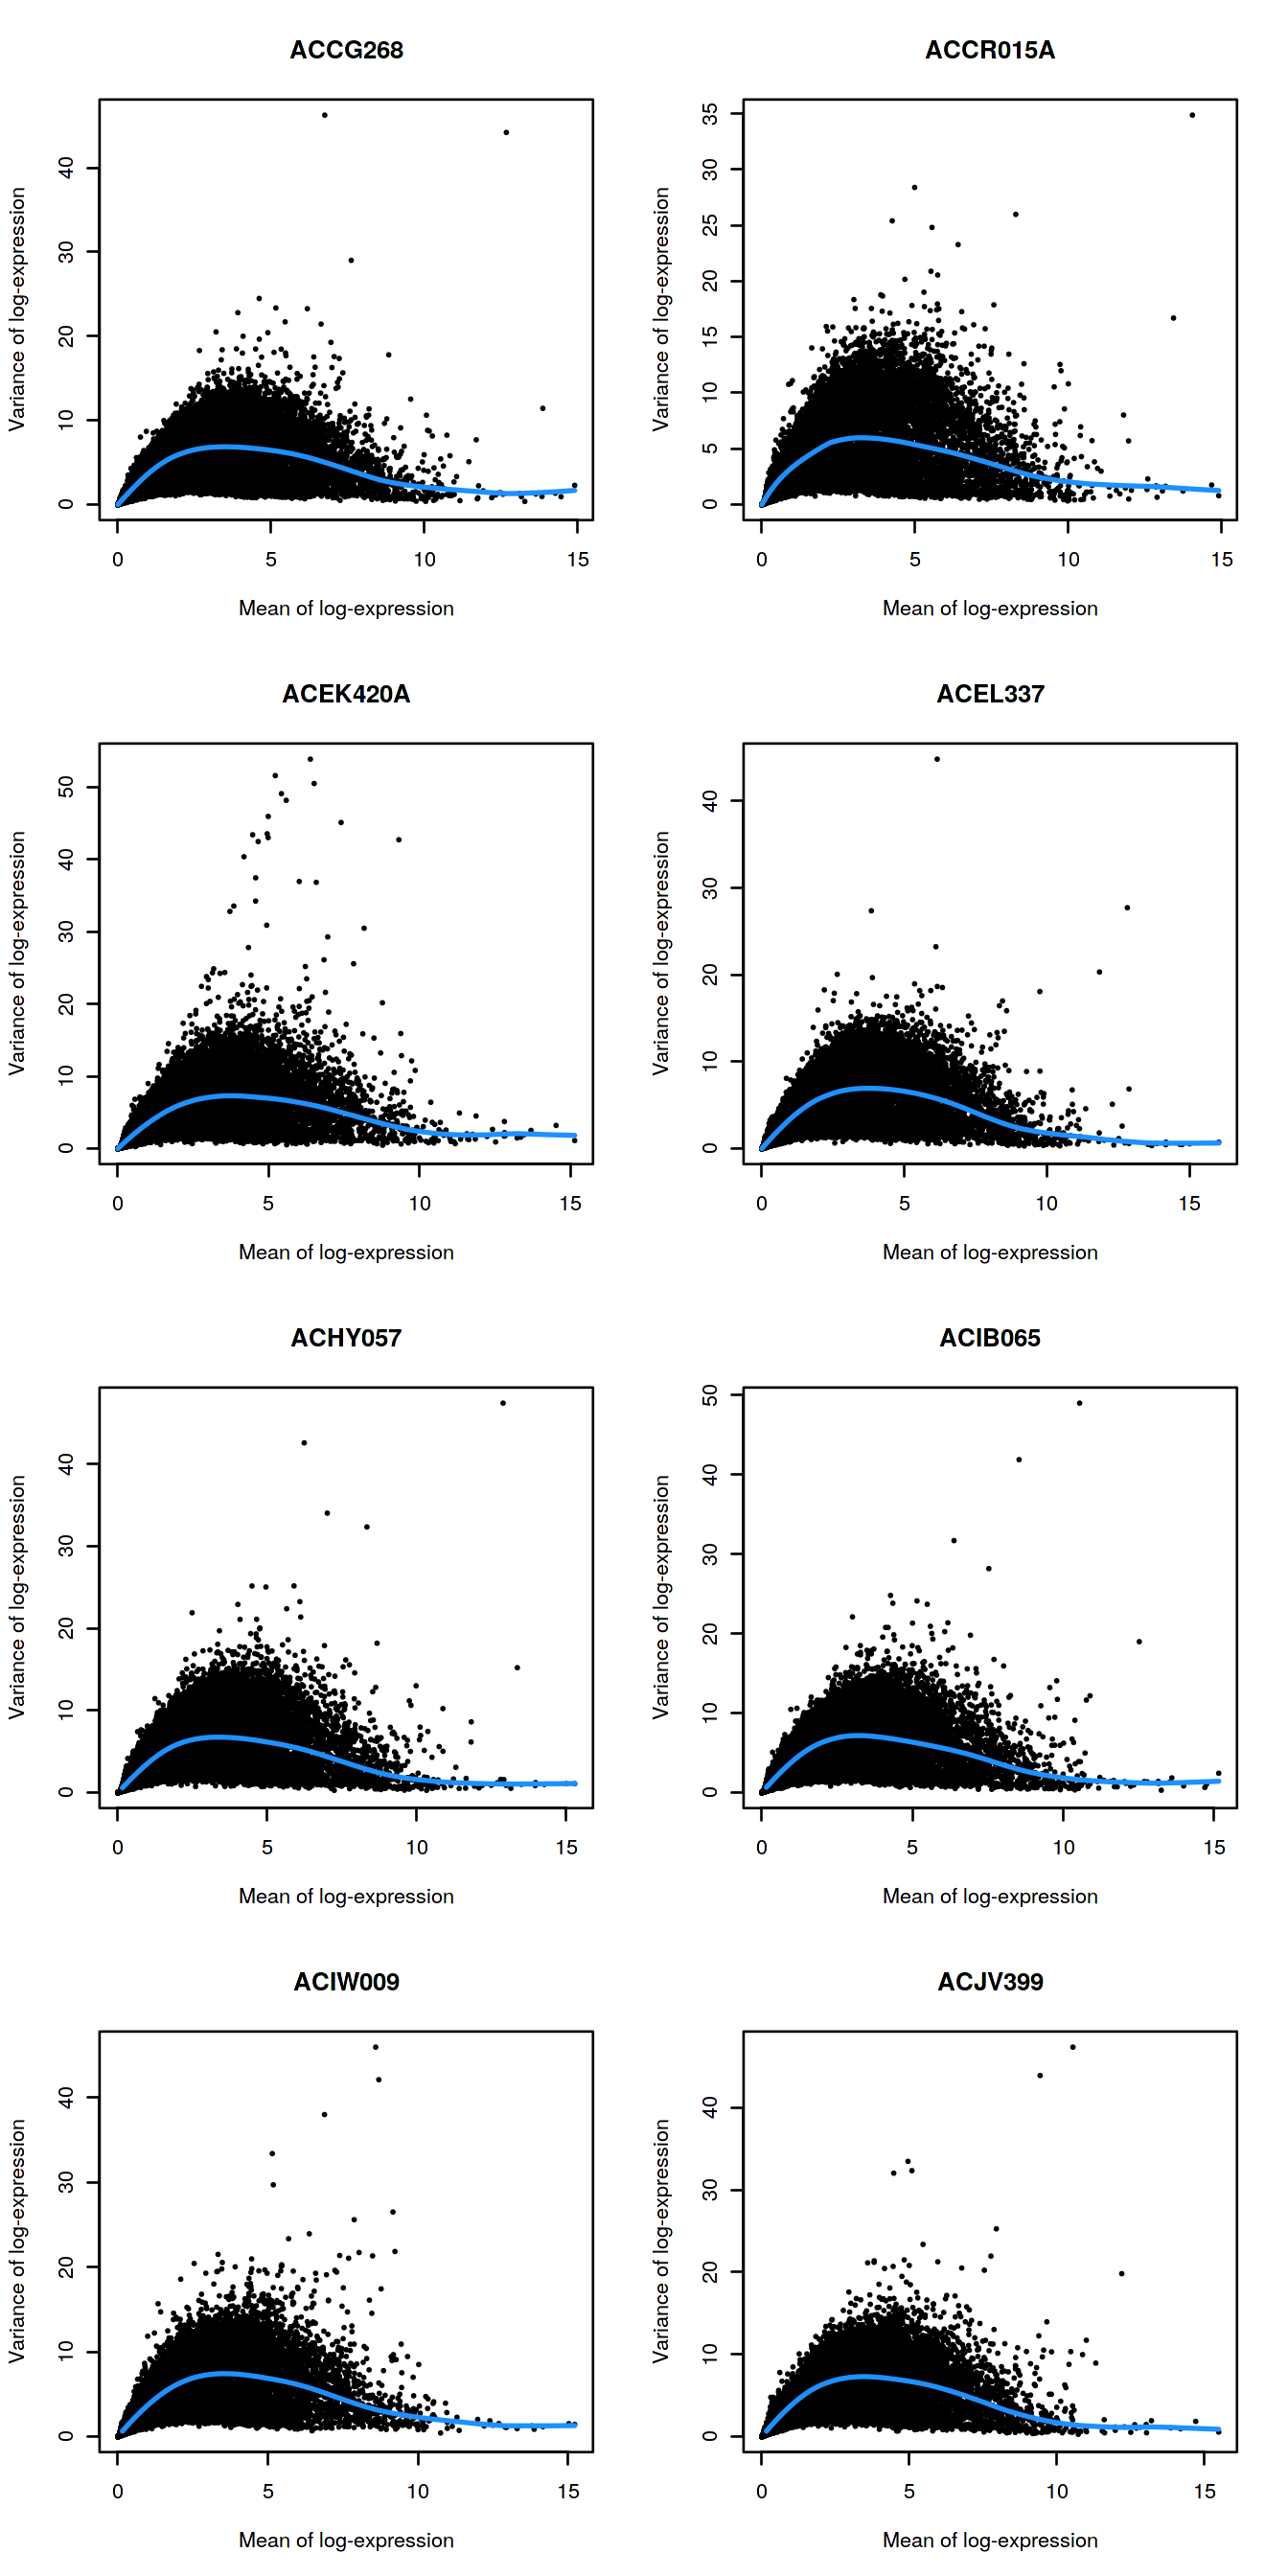 ACCG268
Variance of log-expression
0 10 20 30 40
0 5 10 15
Mean of log-expression
ACCR015A
Variance of log-expression
0 5 10 15 20 25 30 35
0 5 10 15
Mean of log-expression
ACEK420A
Variance of log-expression
0 10 20 30 40 50
0 5 10 15
Mean of log-expression
ACEL337
Variance of log-expression
0 10 20 30 40
0 5 10 15
Mean of log-expression
ACHY057
Variance of log-expression
0 10 20 30 40
0 5 10 15
Mean of log-expression
ACIB065
Variance of log-expression
0 10 20 30 40 50
0 5 10 15
Mean of log-expression
ACIW009
Variance of log-expression
0 10 20 30 40
0 5 10 15
Mean of log-expression
ACJV399
Variance of log-expression
0 10 20 30 40
0 5 10 15
Mean of log-expression